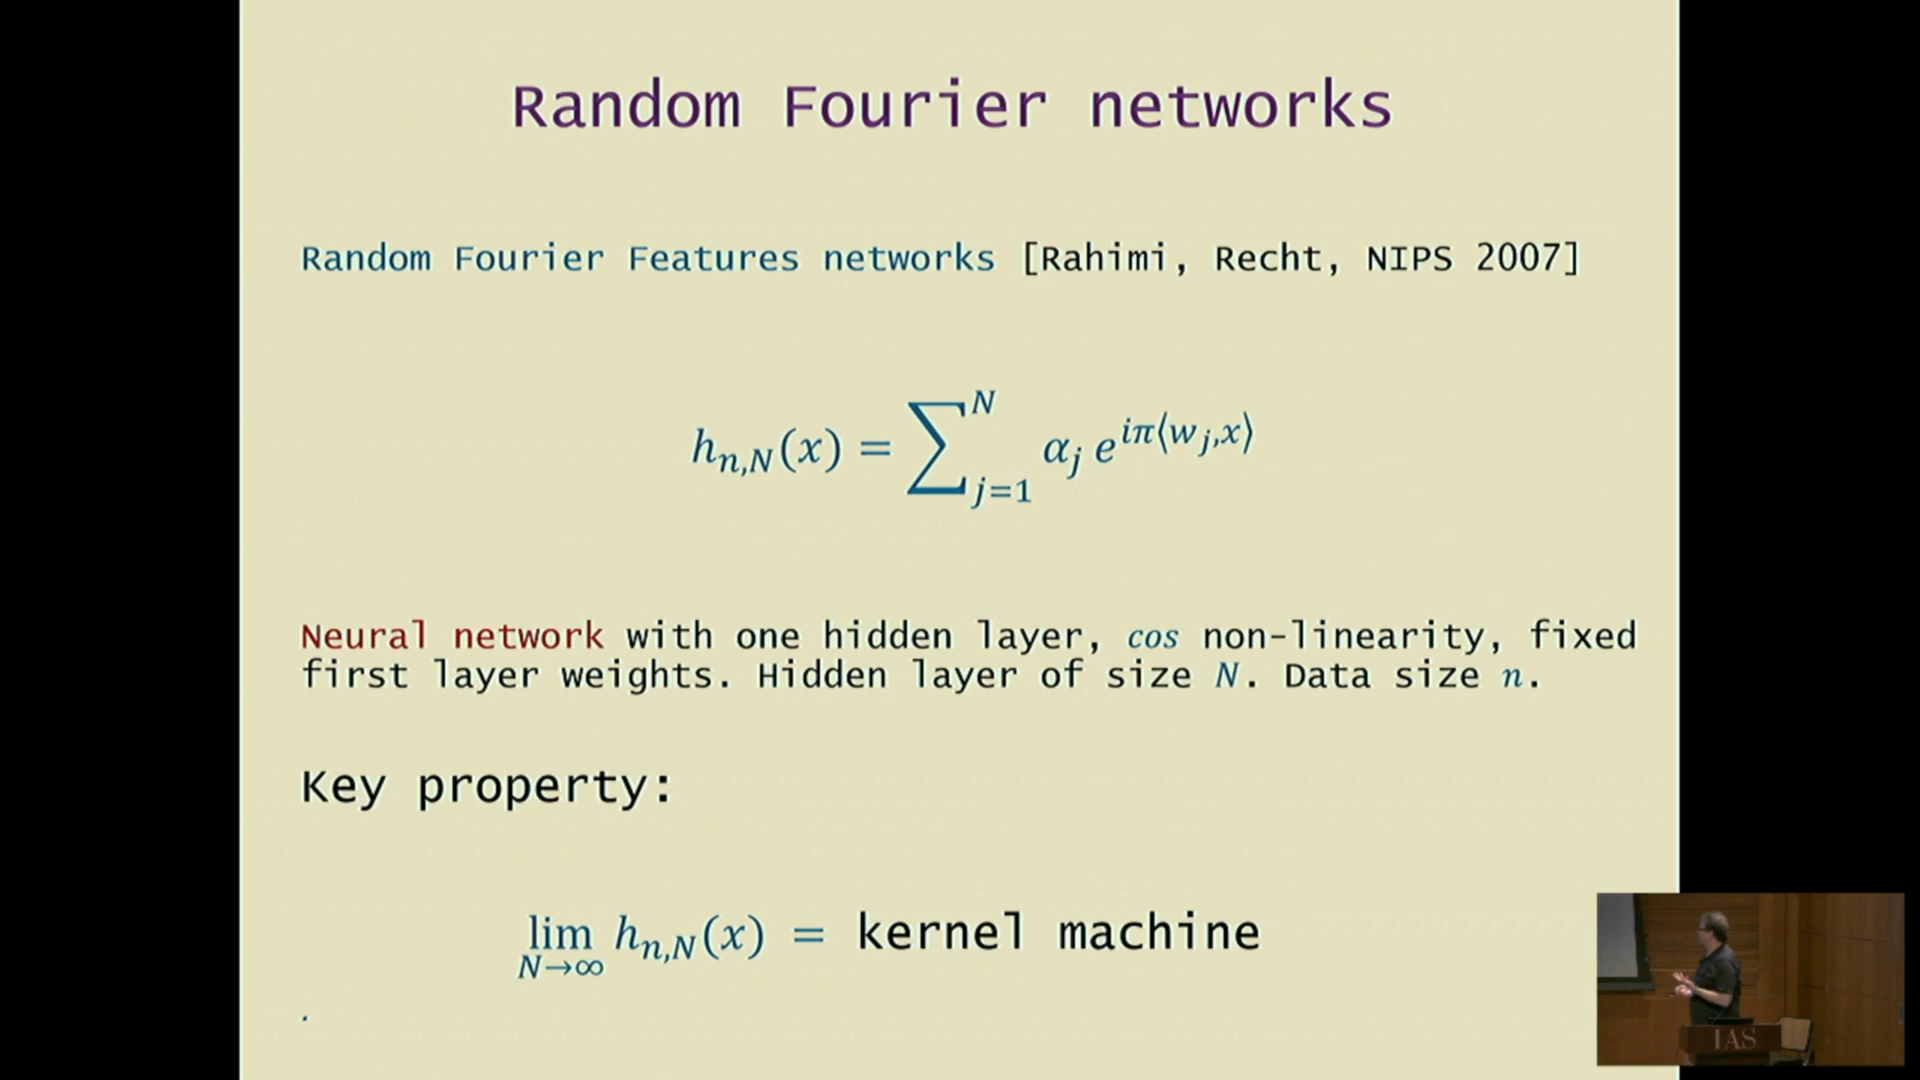 Random Fourier networks
Random Fourier Features networks [Rahimi, Recht, NIPS 2007]
h_{n,N}(x) = ∑_{j=1}^{N} α_j e^{iπ⟨w_j,x⟩}
Neural network with one hidden layer, cos non-linearity, fixed
first layer weights. Hidden layer of size N. Data size n.
Key property:
lim_{N→∞} h_{n,N}(x) = kernel machine
.
IAS